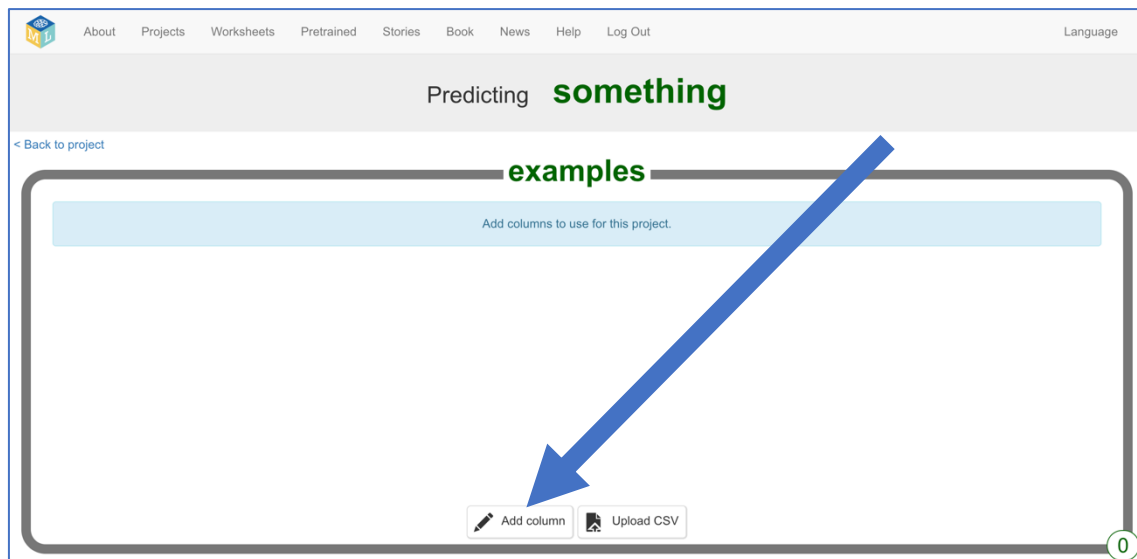 ML
About Projects Worksheets Pretrained Stories Book News Help Log Out Language
Predicting something
< Back to project
examples
Add columns to use for this project.
Add column Upload CSV
0